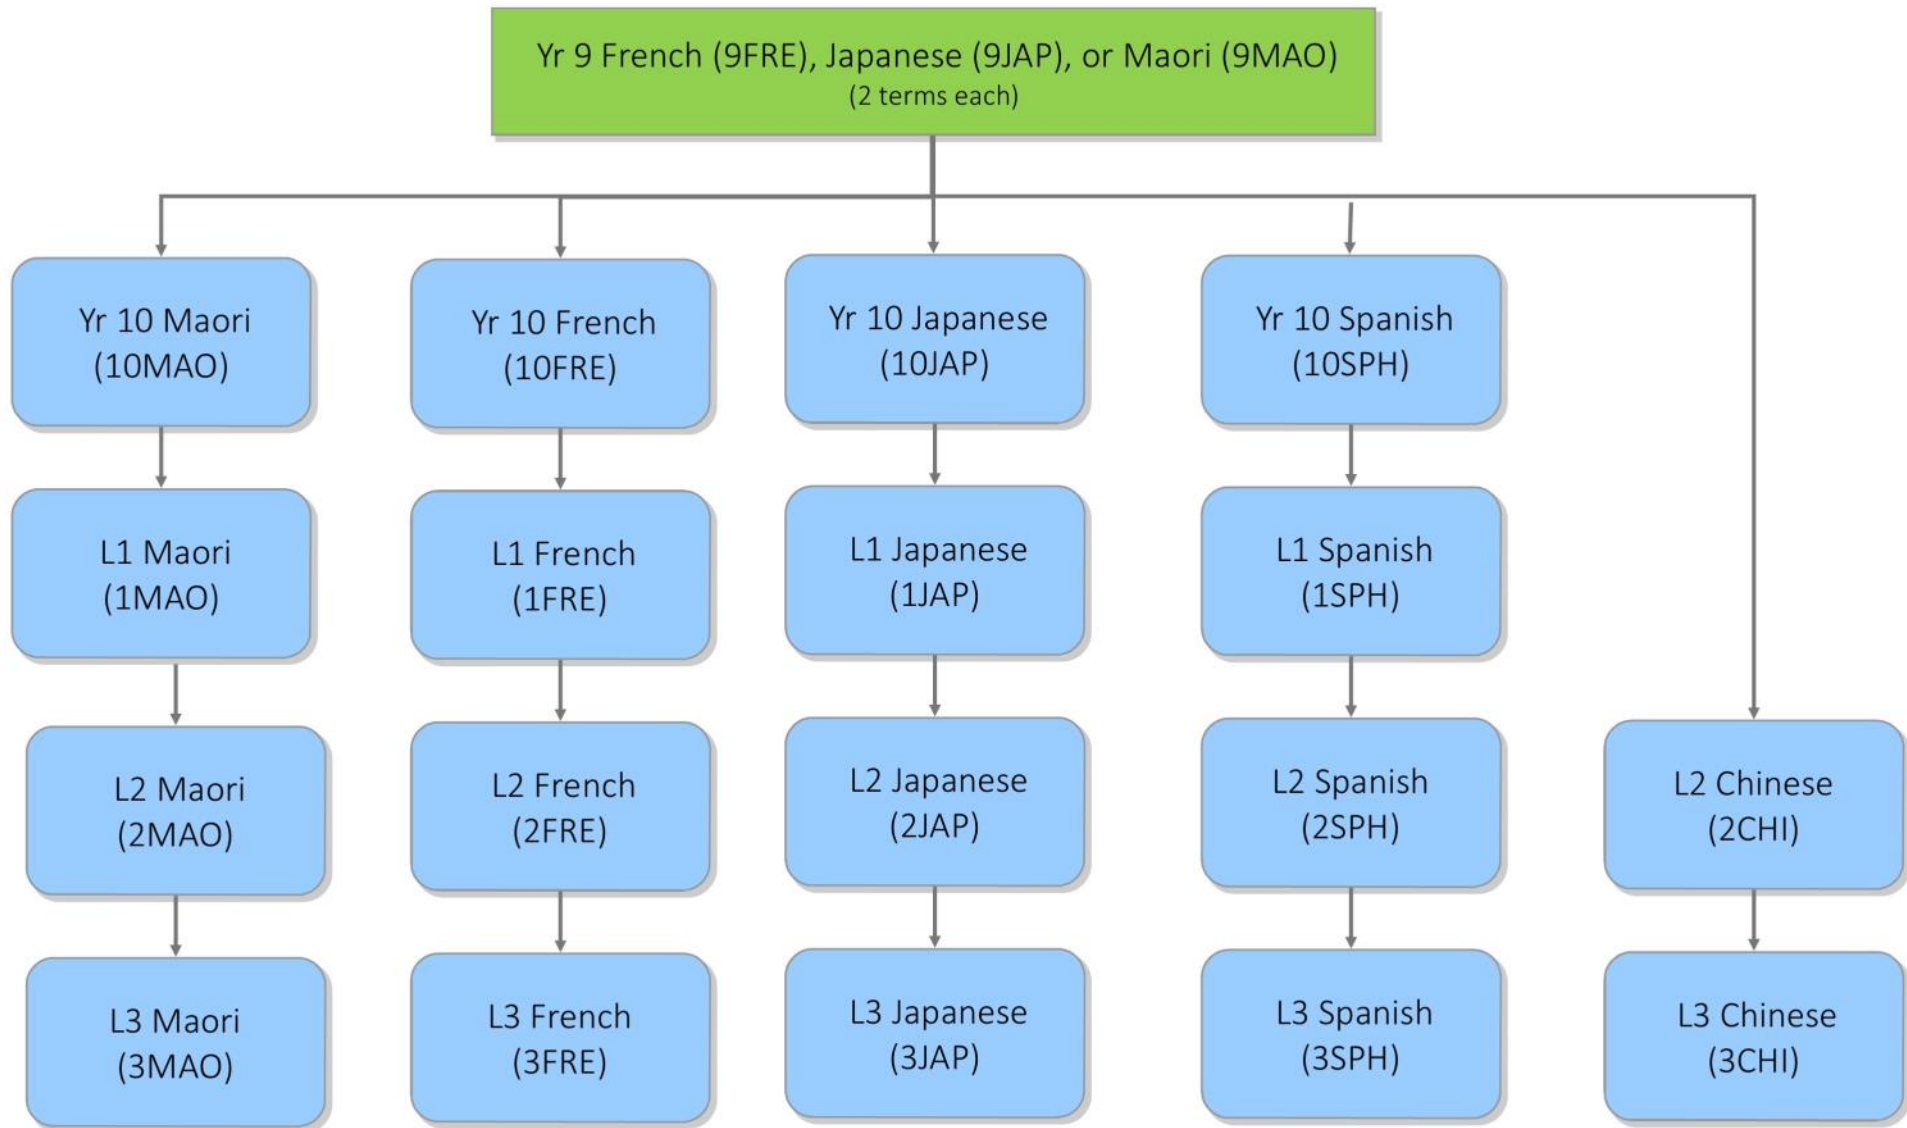 Yr 9 French (9FRE), Japanese (9JAP), or Maori (9MAO)
(2 terms each)
Yr 10 Maori
(10MAO)
Yr 10 French
(10FRE)
Yr 10 Japanese
(10JAP)
Yr 10 Spanish
(10SPH)
L1 Maori
(1MAO)
L1 French
(1FRE)
L1 Japanese
(1JAP)
L1 Spanish
(1SPH)
L2 Maori
(2MAO)
L2 French
(2FRE)
L2 Japanese
(2JAP)
L2 Spanish
(2SPH)
L2 Chinese
(2CHI)
L3 Maori
(3MAO)
L3 French
(3FRE)
L3 Japanese
(3JAP)
L3 Spanish
(3SPH)
L3 Chinese
(3CHI)